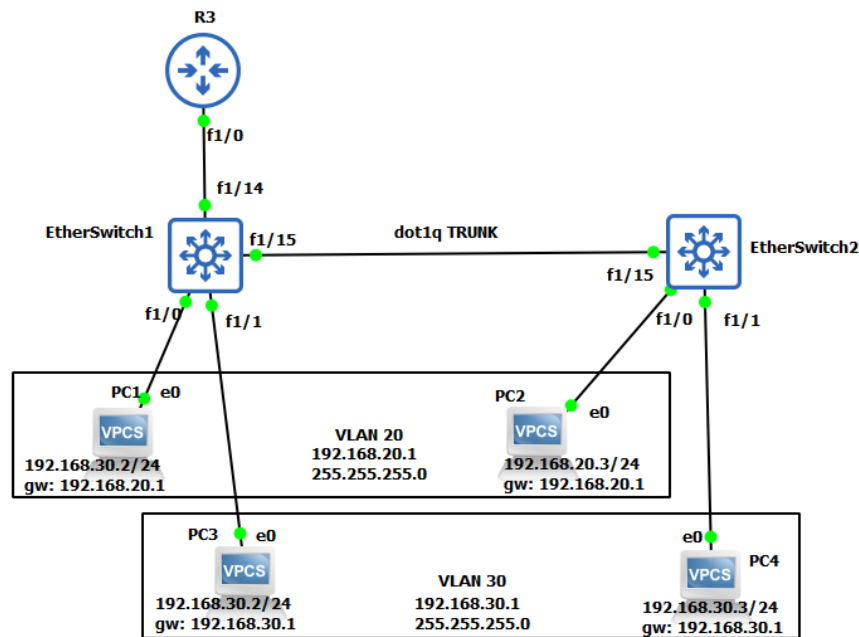 R3
f1/0
f1/14
EtherSwitch1
f1/15
dot1q TRUNK
EtherSwitch2
f1/15
f1/0
f1/1
f1/0
f1/1
PC1
e0
VPCS
192.168.30.2/24
gw: 192.168.20.1
VLAN 20
192.168.20.1
255.255.255.0
PC2
e0
VPCS
192.168.20.3/24
gw: 192.168.20.1
PC3
e0
VPCS
192.168.30.2/24
gw: 192.168.30.1
VLAN 30
192.168.30.1
255.255.255.0
e0
PC4
VPCS
192.168.30.3/24
gw: 192.168.30.1